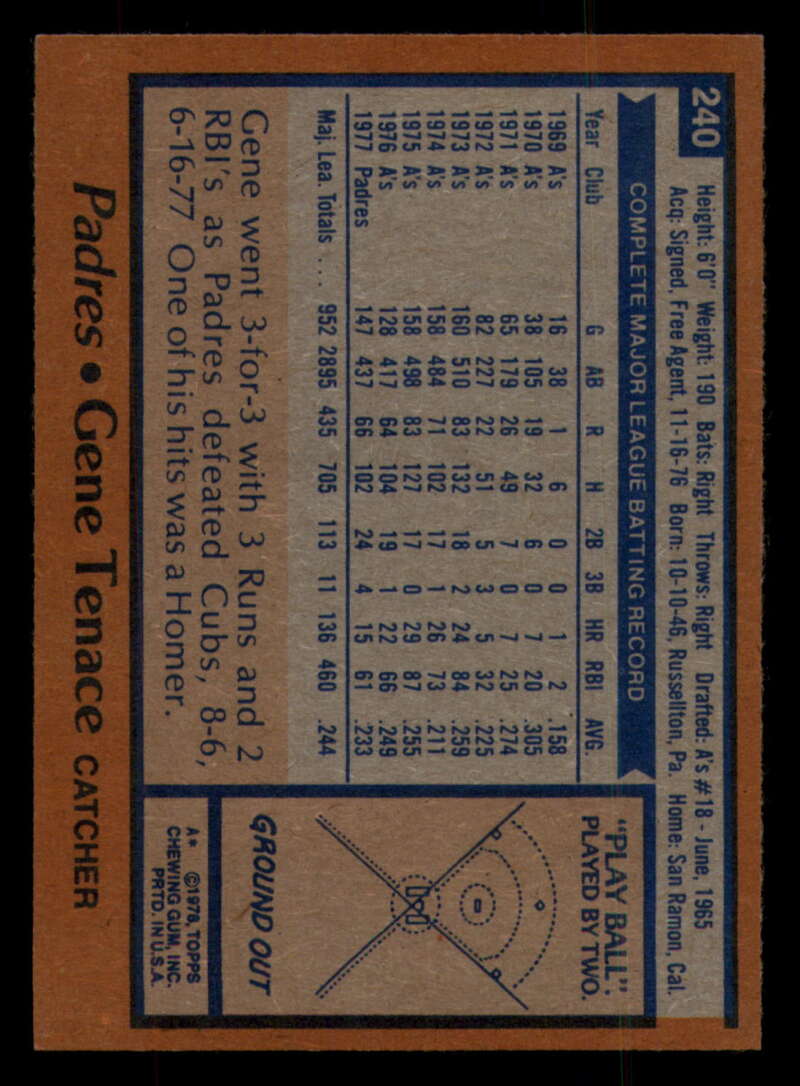 240
Height: 6'0" Weight: 190 Bats: Right Throws: Right Drafted: A's #18 - June, 1965
Acq: Signed, Free Agent, 11-16-76 Born: 10-10-46, Russellton, Pa. Home: San Ramon, Cal.
COMPLETE MAJOR LEAGUE BATTING RECORD
Year Club G AB R H 2B 3B HR RBI AVG.
1969 A's 16 38 1 6 0 0 1 2 .158
1970 A's 38 105 19 32 6 0 7 20 .305
1971 A's 65 179 26 49 7 0 7 25 .274
1972 A's 82 227 22 51 5 3 5 32 .225
1973 A's 160 510 83 132 18 2 24 84 .259
1974 A's 158 484 71 102 17 1 26 73 .211
1975 A's 158 498 83 127 17 0 29 87 .255
1976 A's 128 417 64 104 19 1 22 66 .249
1977 Padres 147 437 66 102 24 4 15 61 .233
Maj. Lea. Totals .... 952 2895 435 705 113 11 136 460 .244
Gene went 3-for-3 with 3 Runs and 2
RBI's as Padres defeated Cubs, 8-6,
6-16-77 One of his hits was a Homer.
"PLAY BALL":
PLAYED BY TWO.
GROUND OUT
A* ©1978, TOPPS
CHEWING GUM, INC.
PRTD. IN U.S.A.
Padres • Gene Tenace CATCHER